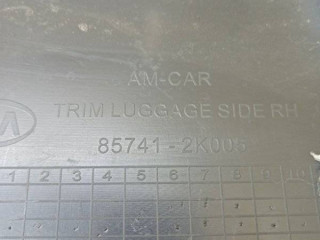 AM-CAR
TRIM LUGGAGE SIDE RH
85741-2K005
1 2 3 4 5 6 7 8 9 10